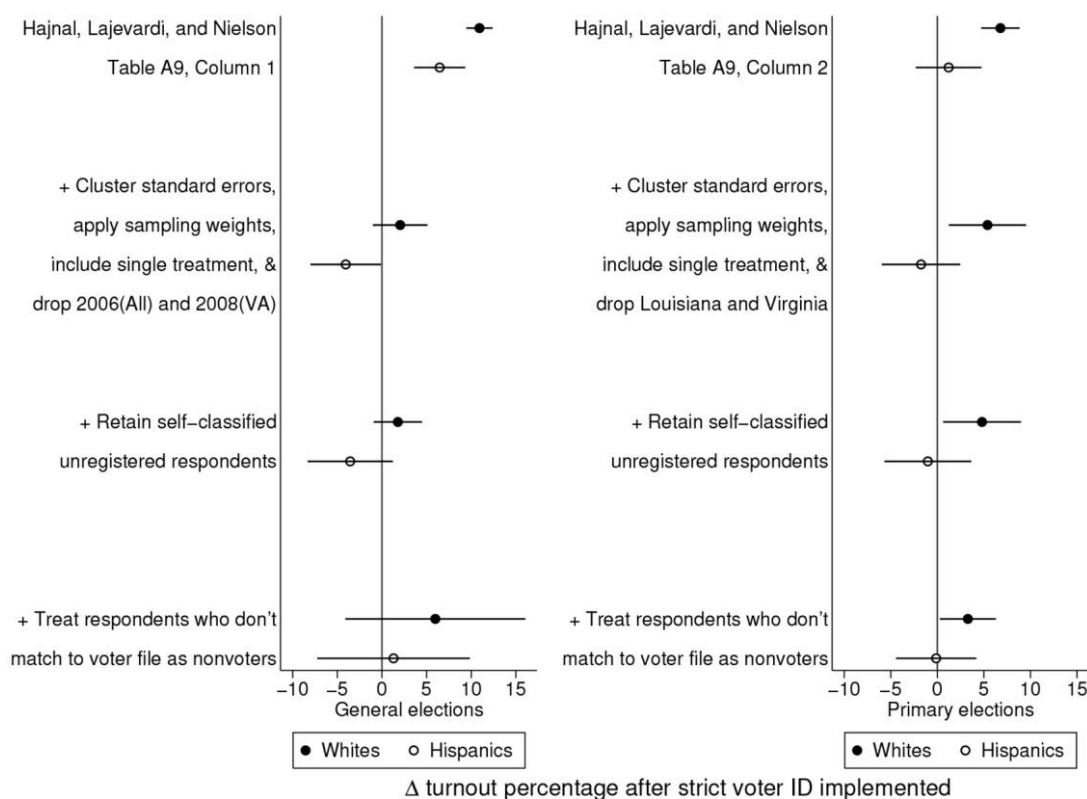 Hajnal, Lajevardi, and Nielson
Table A9, Column 1
+ Cluster standard errors,
apply sampling weights,
include single treatment, &
drop 2006(All) and 2008(VA)
+ Retain self−classified
unregistered respondents
+ Treat respondents who don't
match to voter file as nonvoters
−10 −5 0 5 10 15
General elections
Whites Hispanics
Hajnal, Lajevardi, and Nielson
Table A9, Column 2
+ Cluster standard errors,
apply sampling weights,
include single treatment, &
drop Louisiana and Virginia
+ Retain self−classified
unregistered respondents
+ Treat respondents who don't
match to voter file as nonvoters
−10 −5 0 5 10 15
Primary elections
Whites Hispanics
Δ turnout percentage after strict voter ID implemented